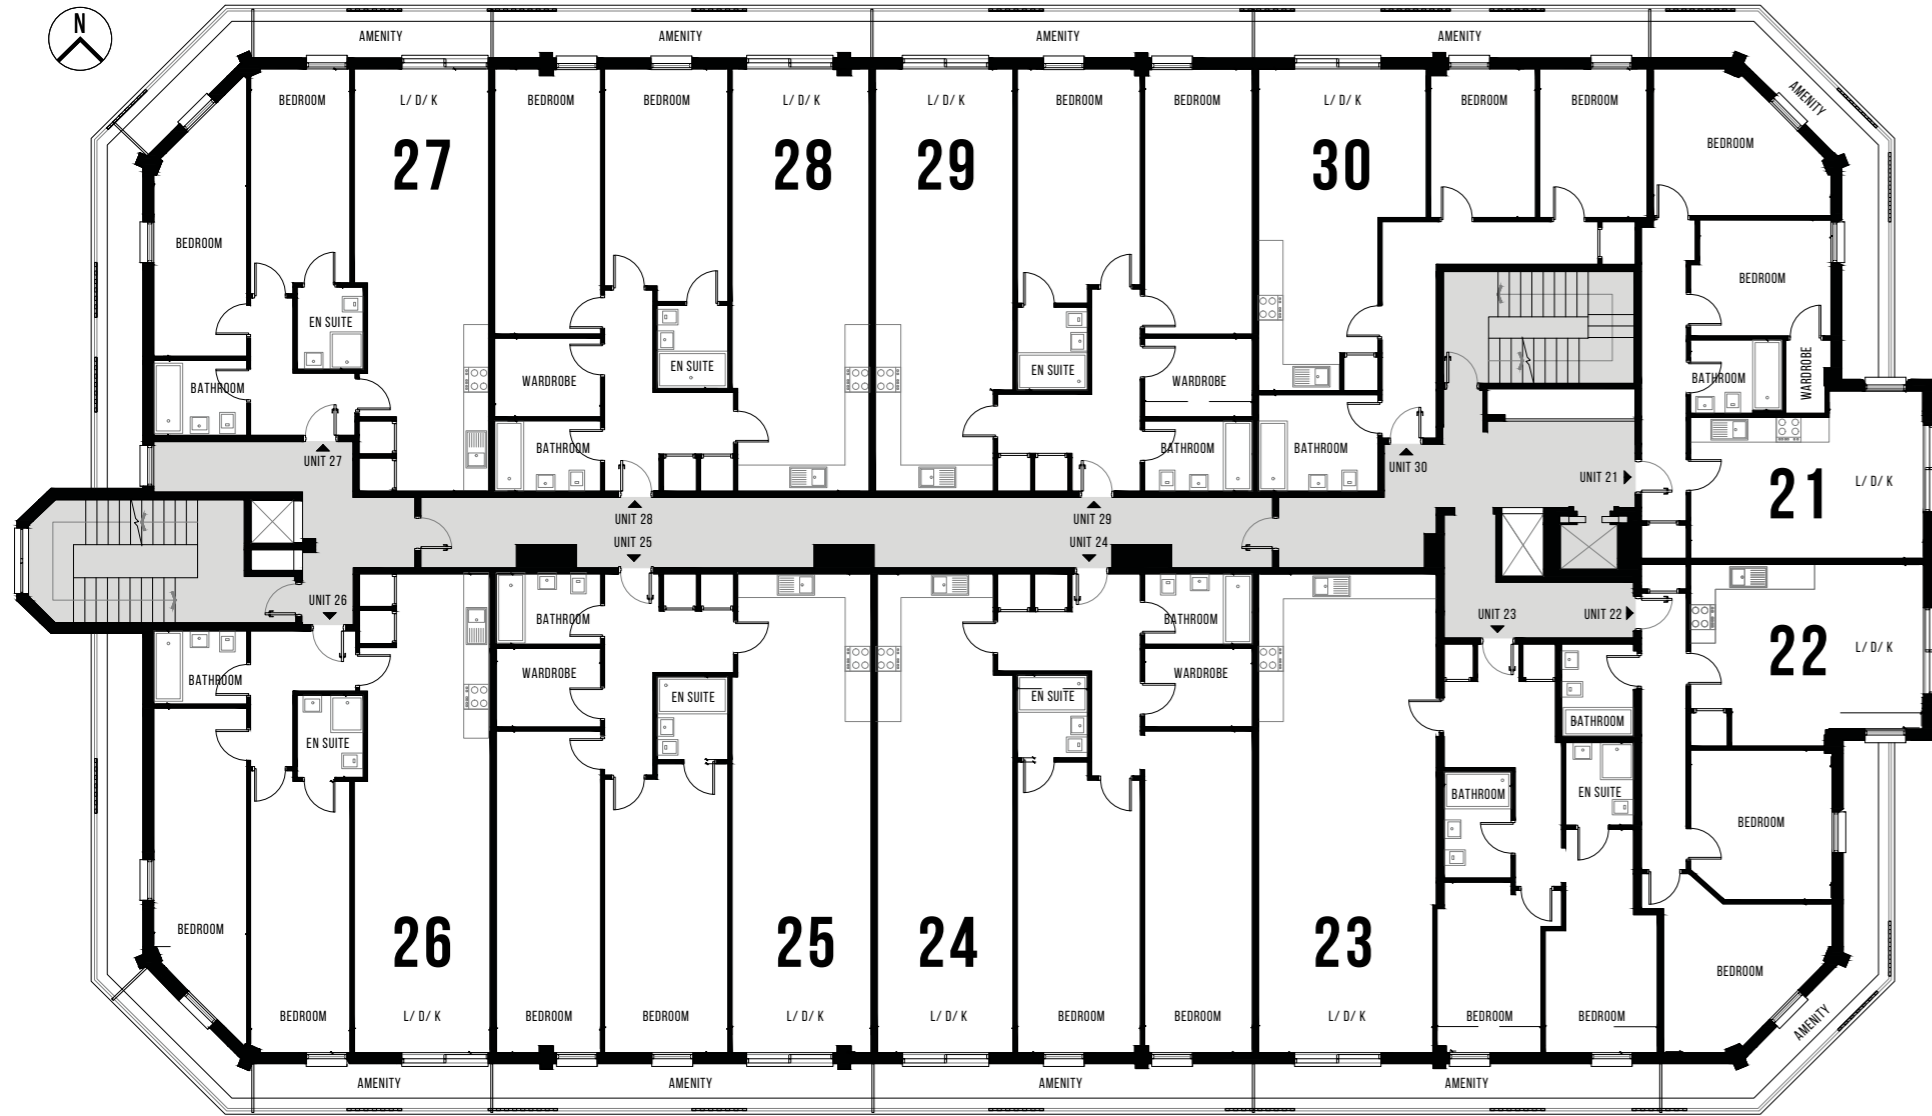 N
AMENITY
AMENITY
AMENITY
AMENITY
AMENITY
BEDROOM
L/ D/ K
BEDROOM
BEDROOM
L/ D/ K
L/ D/ K
BEDROOM
BEDROOM
L/ D/ K
BEDROOM
BEDROOM
27
28
29
30
BEDROOM
BEDROOM
BEDROOM
EN SUITE
EN SUITE
EN SUITE
WARDROBE
WARDROBE
BATHROOM
WARDROBE
BATHROOM
BATHROOM
BATHROOM
BATHROOM
UNIT 27
UNIT 30
UNIT 21
21
L/ D/ K
UNIT 28
UNIT 29
UNIT 25
UNIT 24
UNIT 26
UNIT 23
UNIT 22
22
L/ D/ K
BATHROOM
BATHROOM
BATHROOM
WARDROBE
WARDROBE
EN SUITE
EN SUITE
BATHROOM
EN SUITE
BATHROOM
EN SUITE
BEDROOM
BEDROOM
26
25
24
23
BEDROOM
BEDROOM
L/ D/ K
BEDROOM
BEDROOM
L/ D/ K
L/ D/ K
BEDROOM
BEDROOM
L/ D/ K
BEDROOM
BEDROOM
AMENITY
AMENITY
AMENITY
AMENITY
AMENITY